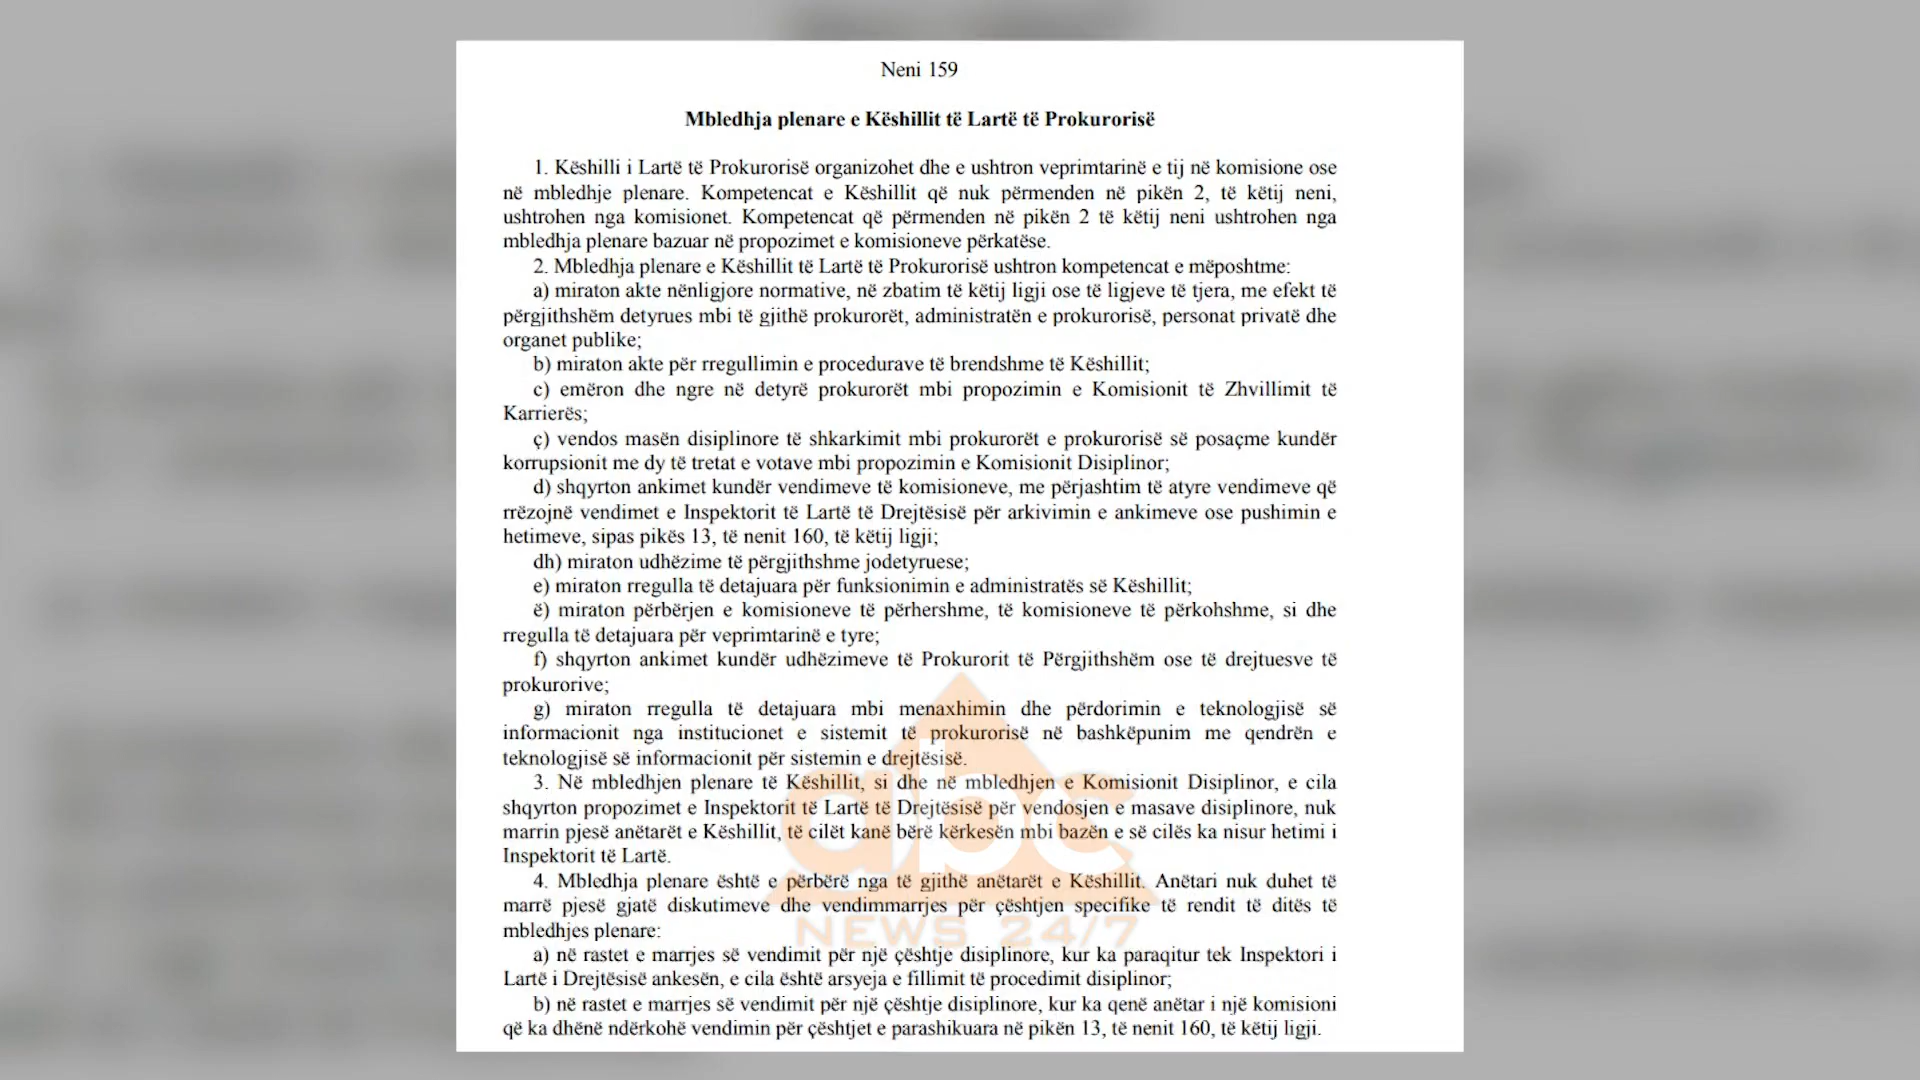 Neni 159
Mbledhja plenare e Këshillit të Lartë të Prokurorisë
1. Këshilli i Lartë të Prokurorisë organizohet dhe e ushtron veprimtarinë e tij në komisione ose
në mbledhje plenare. Kompetencat e Këshillit që nuk përmenden në pikën 2, të këtij neni,
ushtrohen nga komisionet. Kompetencat që përmenden në pikën 2 të këtij neni ushtrohen nga
mbledhja plenare bazuar në propozimet e komisioneve përkatëse.
2. Mbledhja plenare e Këshillit të Lartë të Prokurorisë ushtron kompetencat e mëposhtme:
a) miraton akte nënligjore normative, në zbatim të këtij ligji ose të ligjeve të tjera, me efekt të
përgjithshëm detyrues mbi të gjithë prokurorët, administratën e prokurorisë, personat privatë dhe
organet publike;
b) miraton akte për rregullimin e procedurave të brendshme të Këshillit;
c) emëron dhe ngre në detyrë prokurorët mbi propozimin e Komisionit të Zhvillimit të
Karrierës;
ç) vendos masën disiplinore të shkarkimit mbi prokurorët e prokurorisë së posaçme kundër
korrupsionit me dy të tretat e votave mbi propozimin e Komisionit Disiplinor;
d) shqyrton ankimet kundër vendimeve të komisioneve, me përjashtim të atyre vendimeve që
rrëzojnë vendimet e Inspektorit të Lartë të Drejtësisë për arkivimin e ankimeve ose pushimin e
hetimeve, sipas pikës 13, të nenit 160, të këtij ligji;
dh) miraton udhëzime të përgjithshme jodetyruese;
e) miraton rregulla të detajuara për funksionimin e administratës së Këshillit;
ë) miraton përbërjen e komisioneve të përhershme, të komisioneve të përkohshme, si dhe
rregulla të detajuara për veprimtarinë e tyre;
f) shqyrton ankimet kundër udhëzimeve të Prokurorit të Përgjithshëm ose të drejtuesve të
prokurorive;
g) miraton rregulla të detajuara mbi menaxhimin dhe përdorimin e teknologjisë së
informacionit nga institucionet e sistemit të prokurorisë në bashkëpunim me qendrën e
teknologjisë së informacionit për sistemin e drejtësisë.
3. Në mbledhjen plenare të Këshillit, si dhe në mbledhjen e Komisionit Disiplinor, e cila
shqyrton propozimet e Inspektorit të Lartë të Drejtësisë për vendosjen e masave disiplinore, nuk
marrin pjesë anëtarët e Këshillit, të cilët kanë bërë kërkesën mbi bazën e së cilës ka nisur hetimi i
Inspektorit të Lartë.
4. Mbledhja plenare është e përbërë nga të gjithë anëtarët e Këshillit. Anëtari nuk duhet të
marrë pjesë gjatë diskutimeve dhe vendimmarrjes për çështjen specifike të rendit të ditës të
mbledhjes plenare:
a) në rastet e marrjes së vendimit për një çështje disiplinore, kur ka paraqitur tek Inspektori i
Lartë i Drejtësisë ankesën, e cila është arsyeja e fillimit të procedimit disiplinor;
b) në rastet e marrjes së vendimit për një çështje disiplinore, kur ka qenë anëtar i një komisioni
që ka dhënë ndërkohë vendimin për çështjet e parashikuara në pikën 13, të nenit 160, të këtij ligji.
abc
NEWS 24/7